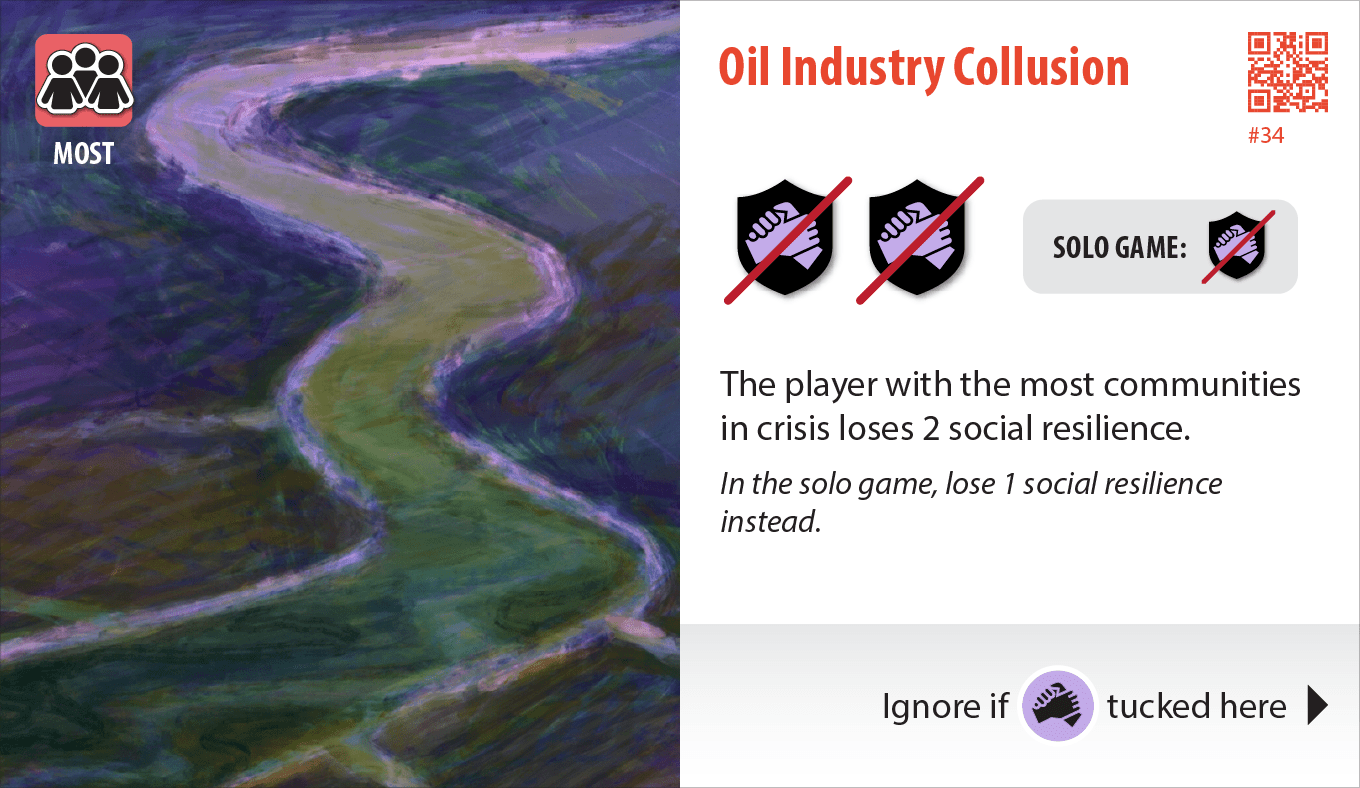 MOST
Oil Industry Collusion
#34
SOLO GAME:
The player with the most communities
in crisis loses 2 social resilience.
In the solo game, lose 1 social resilience
instead.
Ignore if tucked here